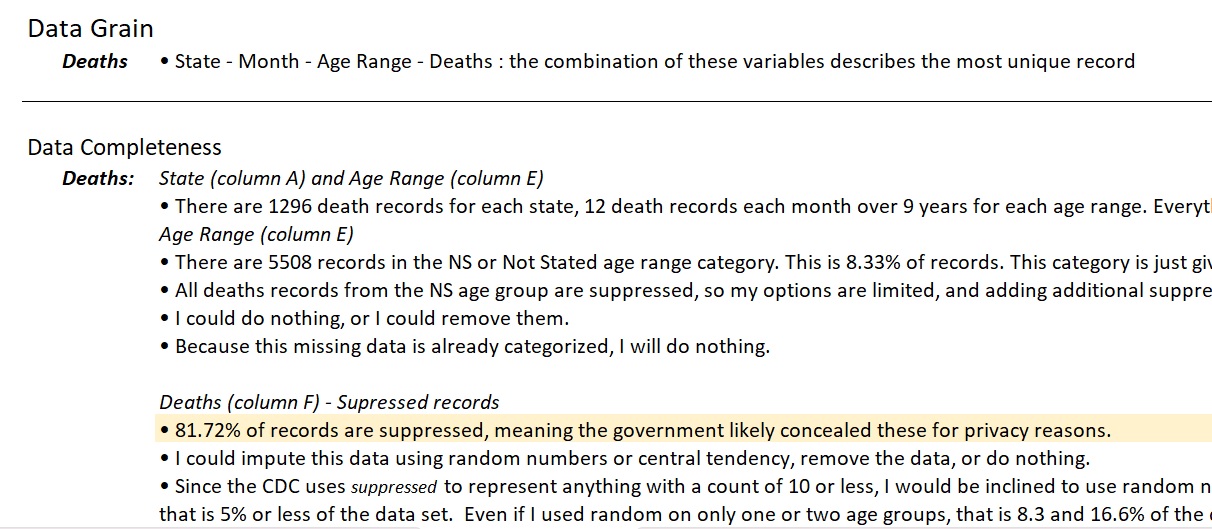 Data Grain
Deaths • State - Month - Age Range - Deaths : the combination of these variables describes the most unique record
Data Completeness
Deaths: State (column A) and Age Range (column E)
• There are 1296 death records for each state, 12 death records each month over 9 years for each age range.
Age Range (column E)
• There are 5508 records in the NS or Not Stated age range category. This is 8.33% of records. This category is just
• All deaths records from the NS age group are suppressed, so my options are limited, and adding additional
• I could do nothing, or I could remove them.
• Because this missing data is already categorized, I will do nothing.
Deaths (column F) - Supressed records
• 81.72% of records are suppressed, meaning the government likely concealed these for privacy reasons.
• I could impute this data using random numbers or central tendency, remove the data, or do nothing.
• Since the CDC uses suppressed to represent anything with a count of 10 or less, I would be inclined to use random
that is 5% or less of the data set. Even if I used random on only one or two age groups, that is 8.3 and 16.6% of the